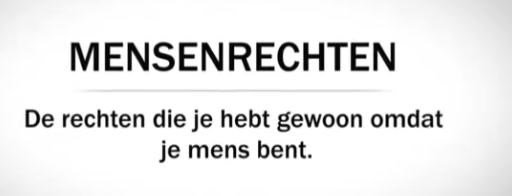 MENSENRECHTEN
De rechten die je hebt gewoon omdat
je mens bent.